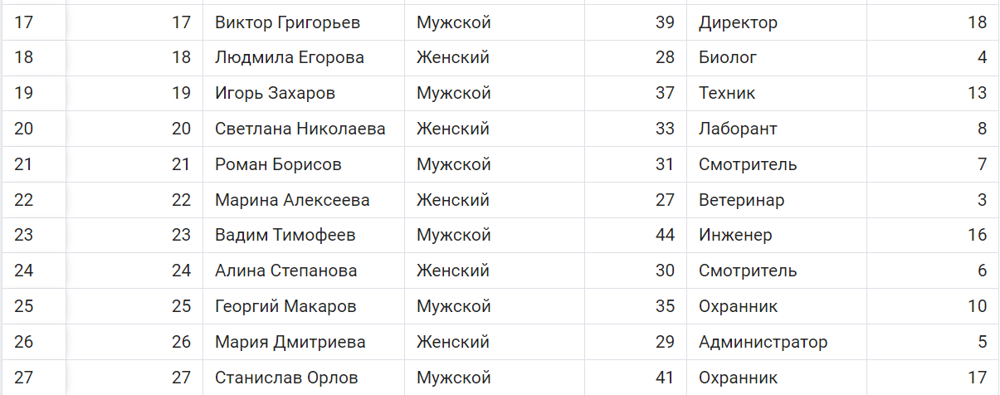 17 17 Виктор Григорьев Мужской 39 Директор 18
18 18 Людмила Егорова Женский 28 Биолог 4
19 19 Игорь Захаров Мужской 37 Техник 13
20 20 Светлана Николаева Женский 33 Лаборант 8
21 21 Роман Борисов Мужской 31 Смотритель 7
22 22 Марина Алексеева Женский 27 Ветеринар 3
23 23 Вадим Тимофеев Мужской 44 Инженер 16
24 24 Алина Степанова Женский 30 Смотритель 6
25 25 Георгий Макаров Мужской 35 Охранник 10
26 26 Мария Дмитриева Женский 29 Администратор 5
27 27 Станислав Орлов Мужской 41 Охранник 17